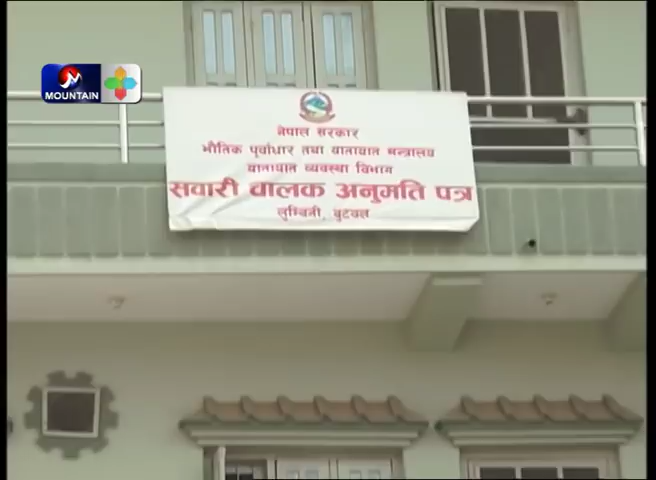 MOUNTAIN
नेपाल सरकार
भौतिक पूर्वाधार तथा यातायात मन्त्रालय
यातायात व्यवस्था विभाग
सवारी चालक अनुमति पत्र
लुम्बिनी, बुटवल